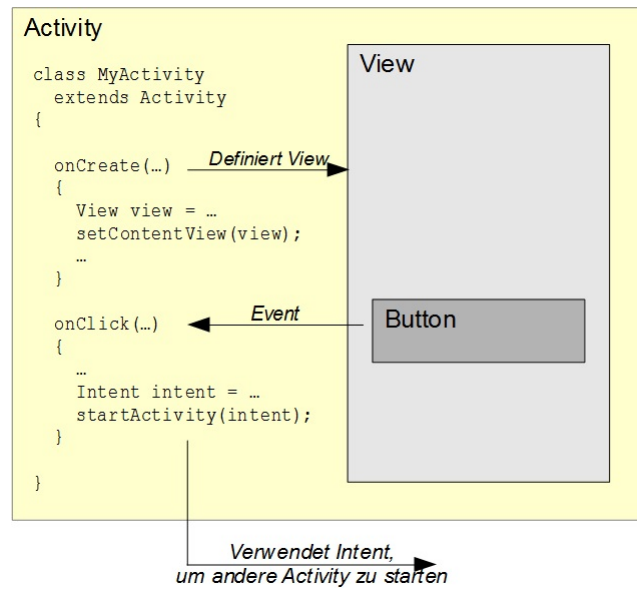 Activity
class MyActivity
extends Activity
{
onCreate(…)
{
View view = …
setContentView(view);
…
}
onClick(…)
{
…
Intent intent = …
startActivity(intent);
}
}
Definiert View
View
Event
Button
Verwendet Intent,
um andere Activity zu starten